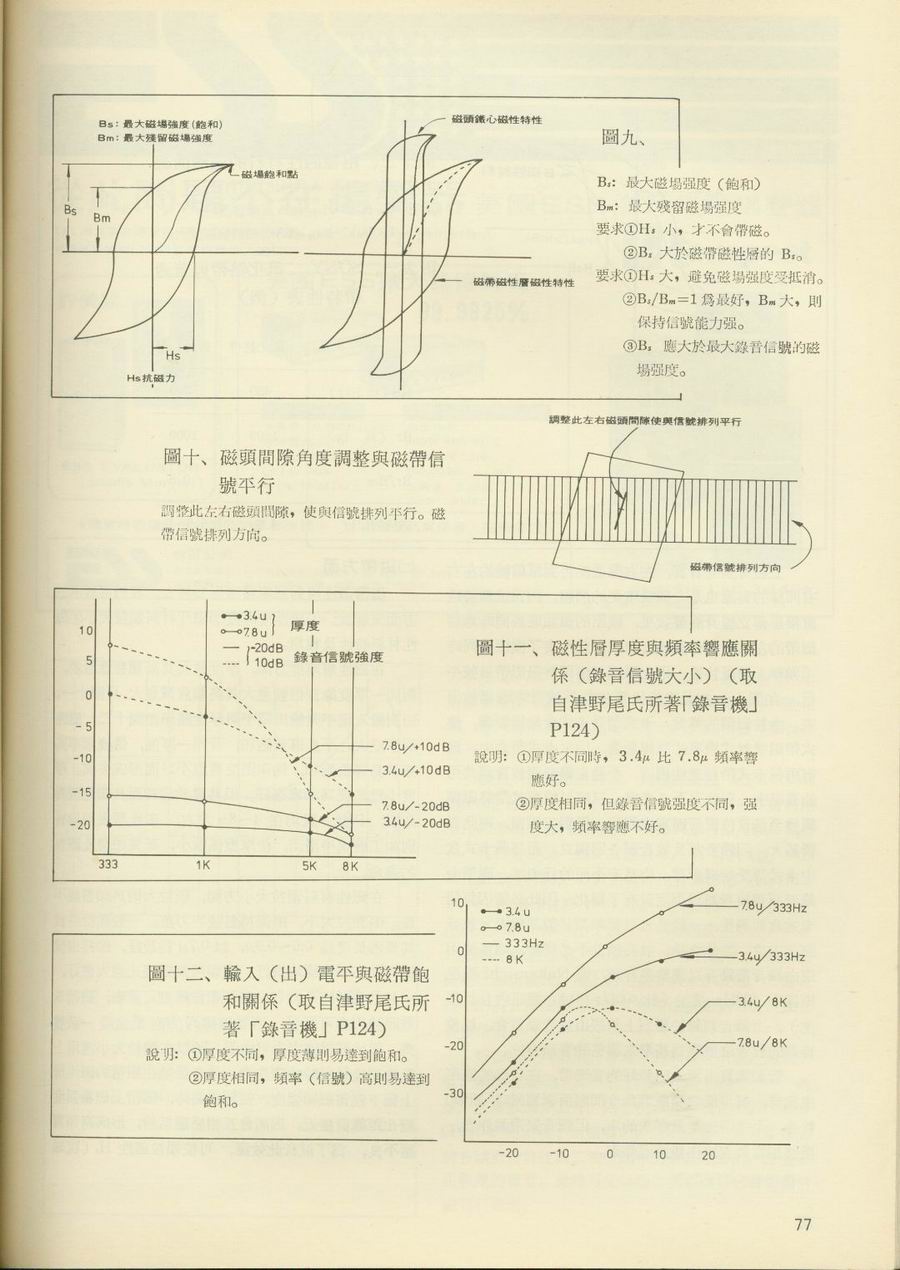 Bs：最大磁場強度(飽和)
Bm：最大殘留磁場強度
磁場飽和點
Bs
Bm
Hs
Hs抗磁力
磁頭鐵心磁性特性
磁帶磁性層磁性特性
圖九、
Bs：最大磁場强度（飽和）
Bm：最大殘留磁場强度
要求①Hs 小，才不會帶磁。
②Bs 大於磁帶磁性層的 Bs。
要求①Hs 大，避免磁場强度受抵消。
②Bs/Bm=1 爲最好，Bm 大，則
保持信號能力强。
③Bs 應大於最大錄音信號的磁
場强度。
調整此左右磁頭間隙使與信號排列平行
磁帶信號排列方向
圖十、磁頭間隙角度調整與磁帶信
號平行
調整此左右磁頭間隙，使與信號排列平行。磁
帶信號排列方向。
3.4u
7.8u
厚度
-20dB
10dB
錄音信號強度
10
5
0
-5
-10
-15
-20
333
1K
5K
8K
7.8u/+10dB
3.4u/+10dB
7.8u/-20dB
3.4u/-20dB
圖十一、磁性層厚度與頻率響應關
係（錄音信號大小）（取
自津野尾氏所著「錄音機」
P124）
說明：①厚度不同時，3.4μ 比 7.8μ 頻率響
應好。
②厚度相同，但錄音信號强度不同，强
度大，頻率響應不好。
圖十二、輸入（出）電平與磁帶飽
和關係（取自津野尾氏所
著「錄音機」P124）
說明：①厚度不同，厚度薄則易達到飽和。
②厚度相同，頻率（信號）高則易達到
飽和。
3.4u
7.8u
333Hz
8K
10
0
-10
-20
-30
-20
-10
0
10
20
7.8u/333Hz
3.4u/333Hz
3.4u/8K
7.8u/8K
77